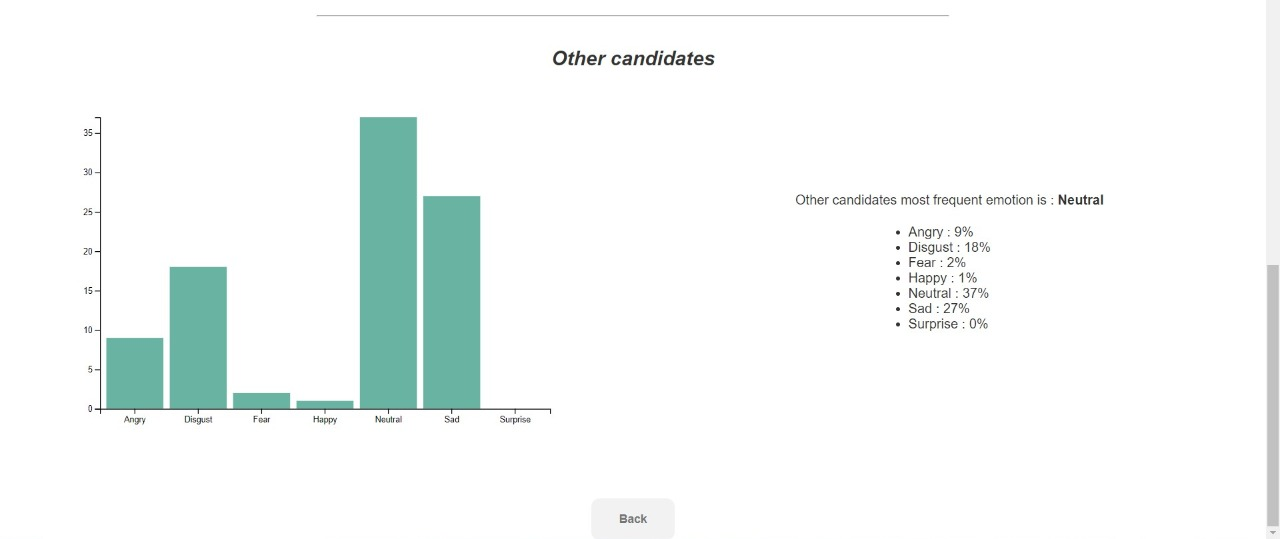 Other candidates
35
30
25
20
15
10
5
0
Angry Disgust Fear Happy Neutral Sad Surprise
Other candidates most frequent emotion is : Neutral
• Angry : 9%
• Disgust : 18%
• Fear : 2%
• Happy : 1%
• Neutral : 37%
• Sad : 27%
• Surprise : 0%
Back